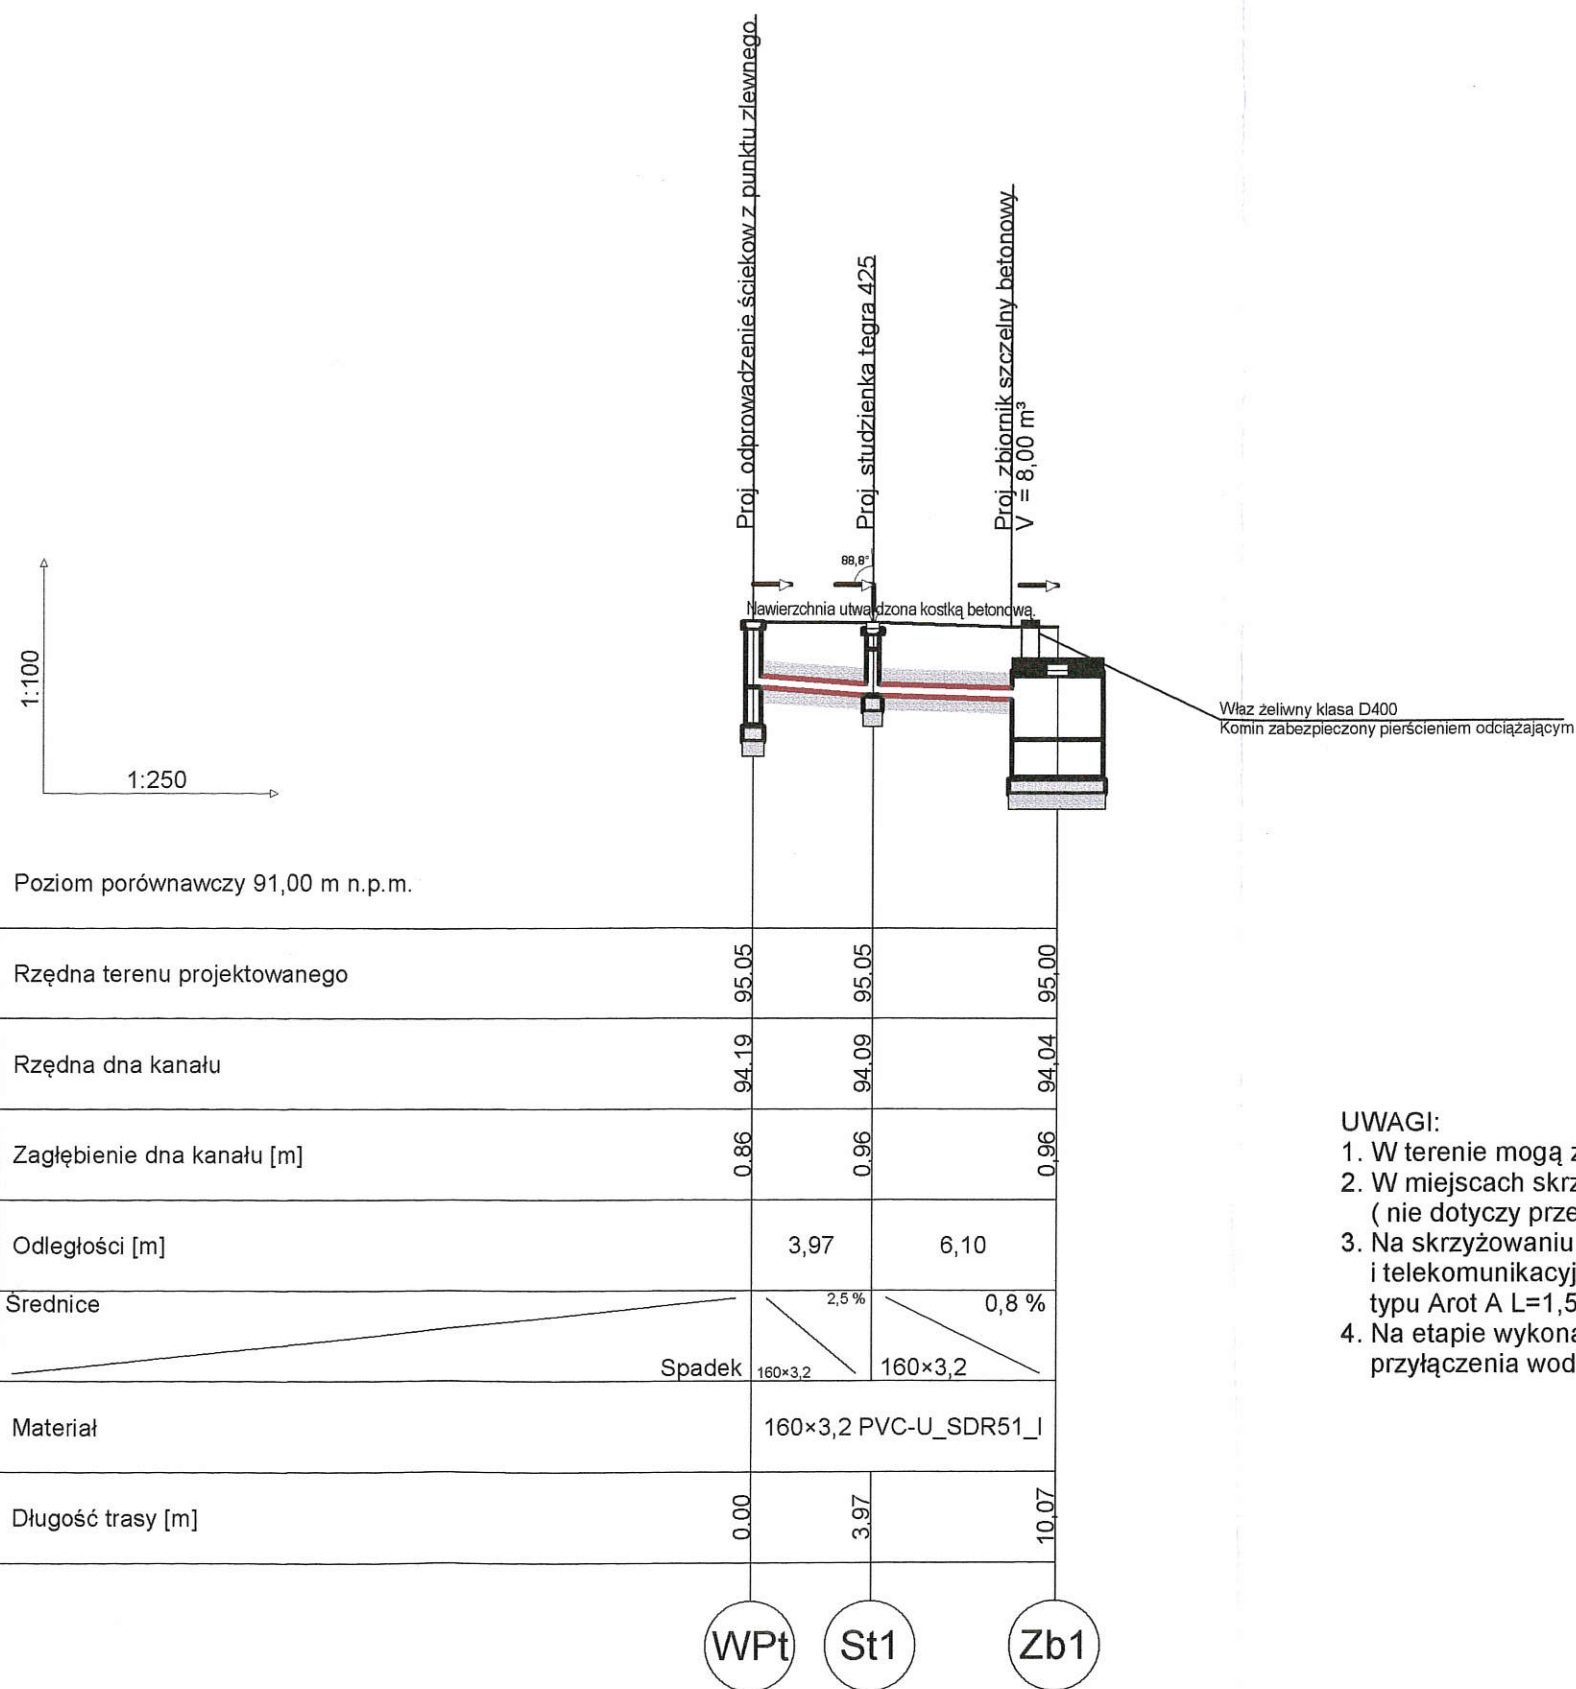 Proj. odprowadzenie ściekow z punktu zlewnego
Proj. studzienka tegra 425
Proj. zbiornik szczelny betonowy
V = 8,00 m³
88,8°
Nawierzchnia utwardzona kostką betonową.
1:100
1:250
Właz żeliwny klasa D400
Komin zabezpieczony pierścieniem odciążającym
Poziom porównawczy 91,00 m n.p.m.
Rzędna terenu projektowanego 95.05 95.05 95,00
Rzędna dna kanału 94.19 94.09 94,04
Zagłębienie dna kanału [m] 0.86 0.96 0,96
Odległości [m] 3,97 6,10
Średnice 2,5 % 0,8 %
Spadek 160×3,2 160×3,2
Materiał 160×3,2 PVC-U_SDR51_I
Długość trasy [m] 0.00 3.97 10,07
WPt St1 Zb1
UWAGI:
1. W terenie mogą
2. W miejscach
( nie dotyczy
3. Na skrzyżowaniu
i
typu Arot A L=1,5
4. Na etapie
przyłączenia